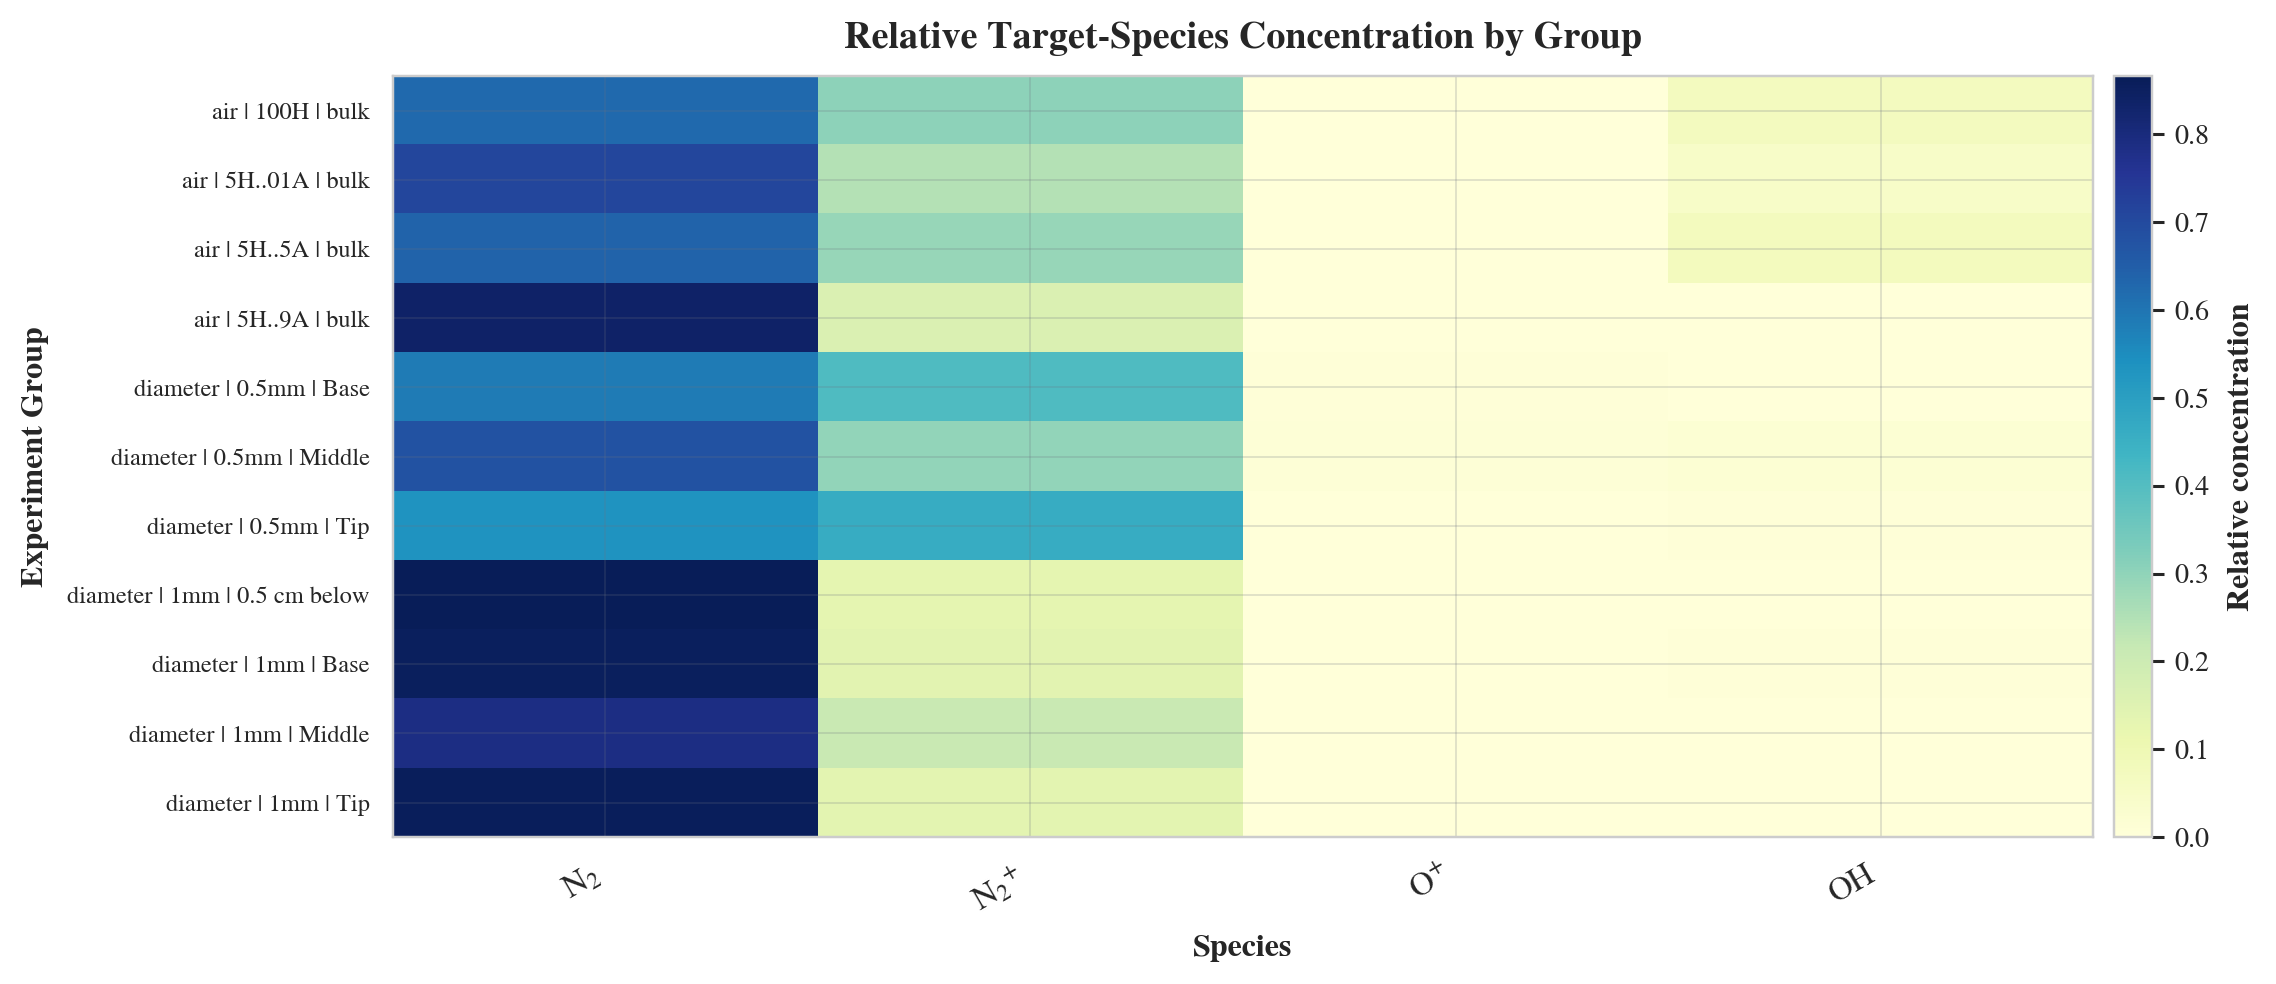 Relative Target-Species Concentration by Group
Experiment Group
air | 100H | bulk
air | 5H..01A | bulk
air | 5H..5A | bulk
air | 5H..9A | bulk
diameter | 0.5mm | Base
diameter | 0.5mm | Middle
diameter | 0.5mm | Tip
diameter | 1mm | 0.5 cm below
diameter | 1mm | Base
diameter | 1mm | Middle
diameter | 1mm | Tip
N₂
N₂⁺
O⁺
OH
Species
0.8
0.7
0.6
0.5
0.4
0.3
0.2
0.1
0.0
Relative concentration